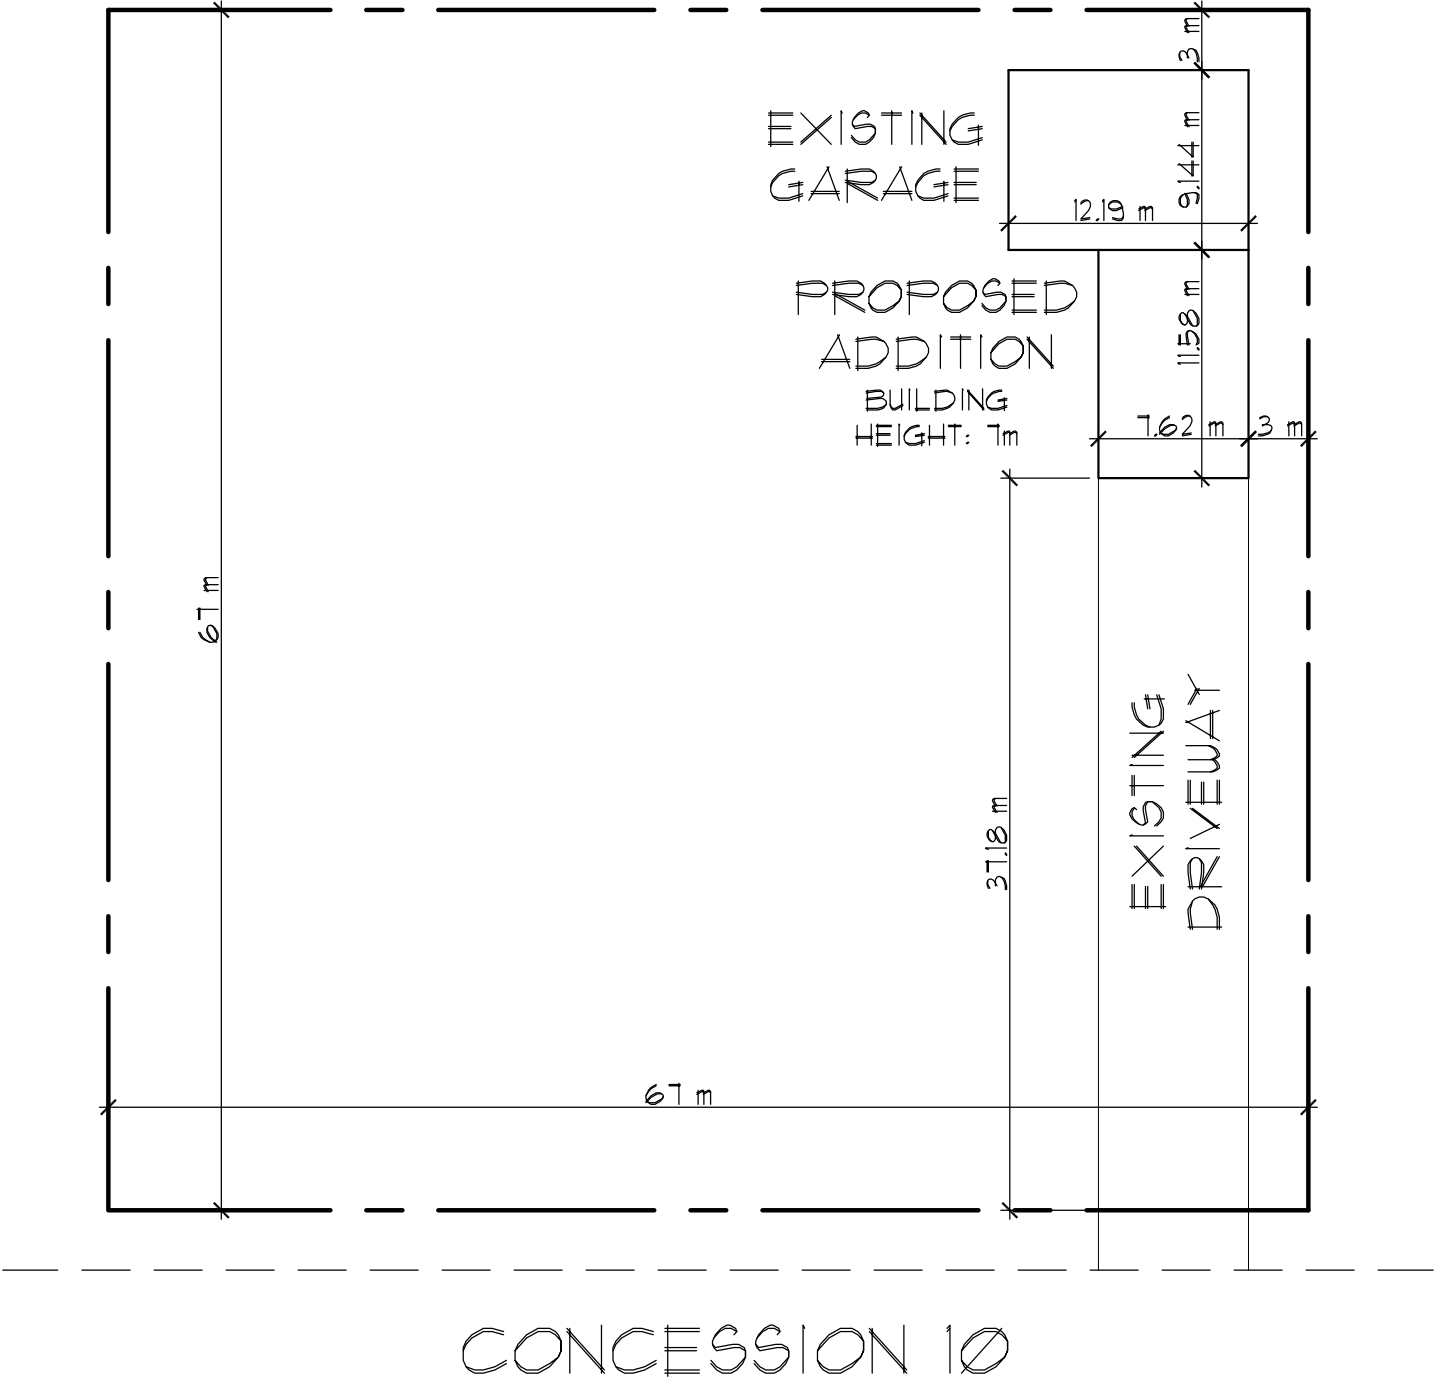 3 m
EXISTING
GARAGE
9.144 m
12.19 m
PROPOSED
ADDITION
BUILDING
HEIGHT: 7m
11.58 m
7.62 m
3 m
67 m
37.18 m
EXISTING
DRIVEWAY
67 m
CONCESSION 10